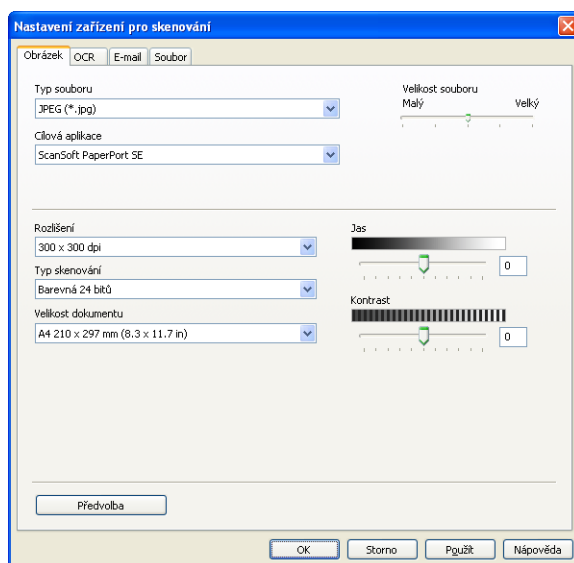 Nastavení zařízení pro skenování
Obrázek OCR E-mail Soubor
Typ souboru
JPEG (*.jpg)
Velikost souboru
Malý Velký
Cílová aplikace
ScanSoft PaperPort SE
Rozlišení
300 x 300 dpi
Jas
0
Typ skenování
Barevná 24 bitů
Velikost dokumentu
A4 210 x 297 mm (8.3 x 11.7 in)
Kontrast
0
Předvolba
OK Storno Použít Nápověda